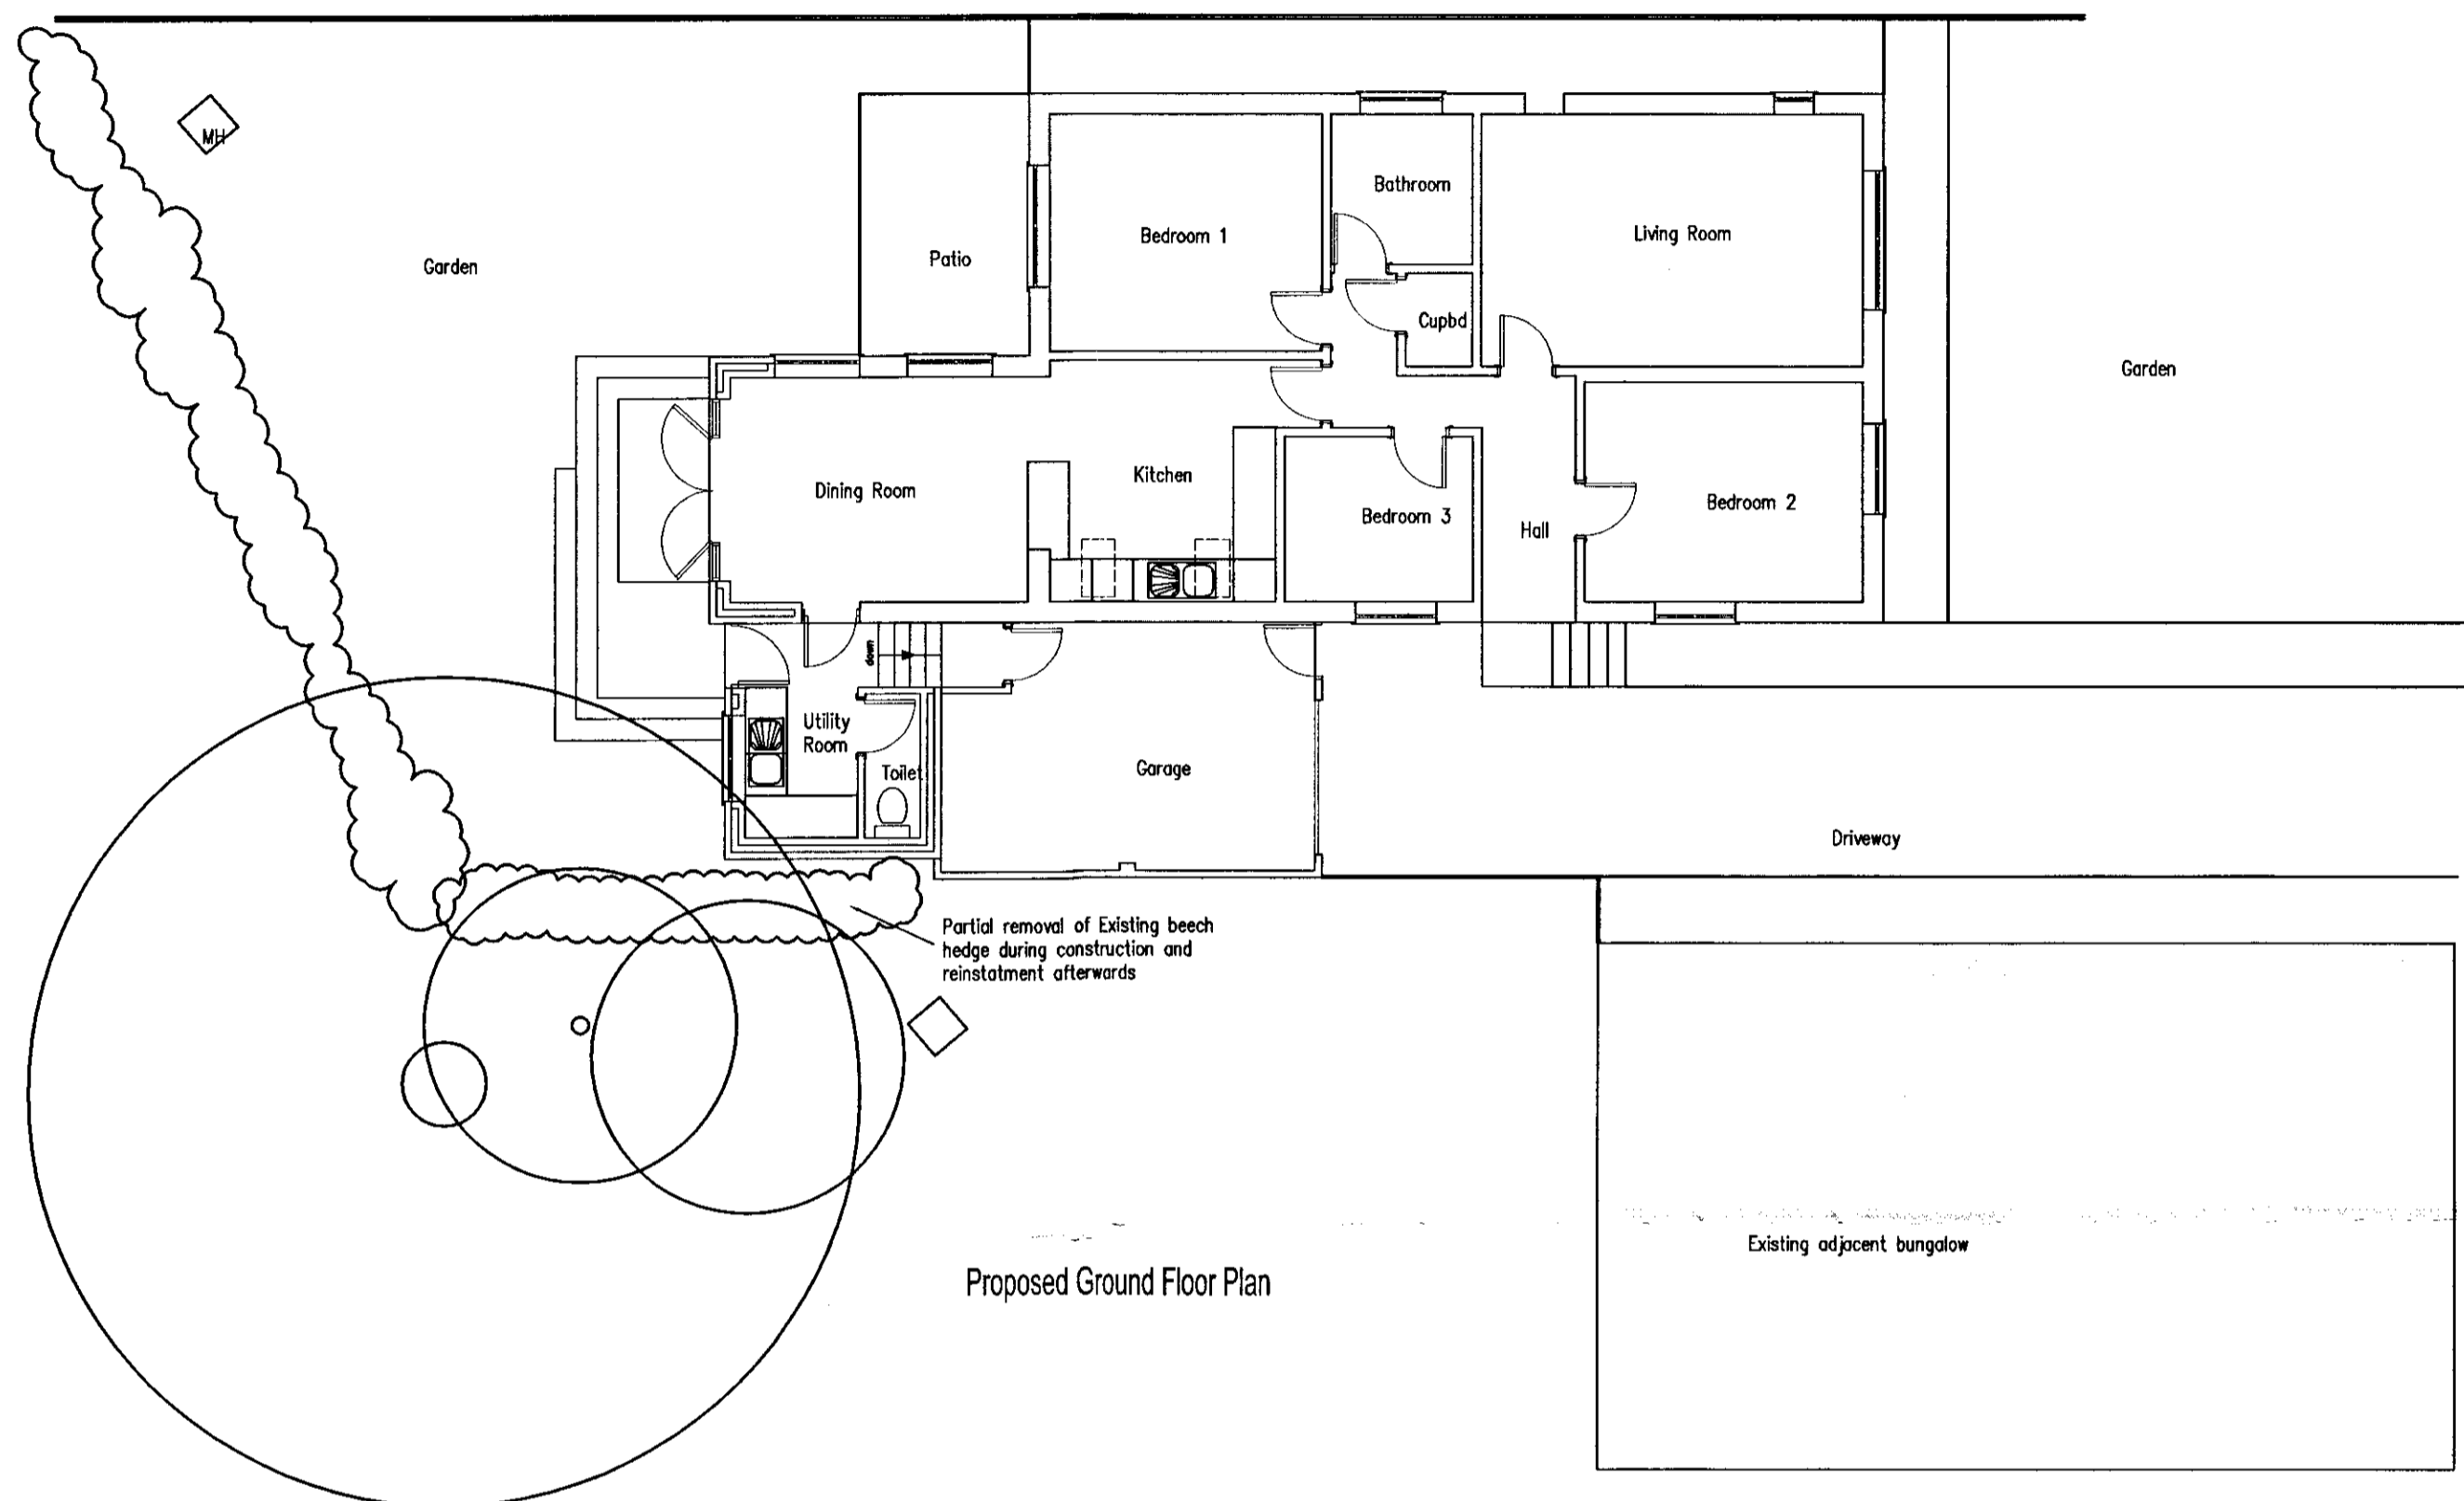 MH
Garden
Patio
Bedroom 1
Bathroom
Living Room
Cupbd
Garden
Dining Room
Kitchen
Bedroom 3
Hall
Bedroom 2
down
Utility
Room
Toilet
Garage
Driveway
Partial removal of Existing beech
hedge during construction and
reinstatment afterwards
Existing adjacent bungalow
Proposed Ground Floor Plan